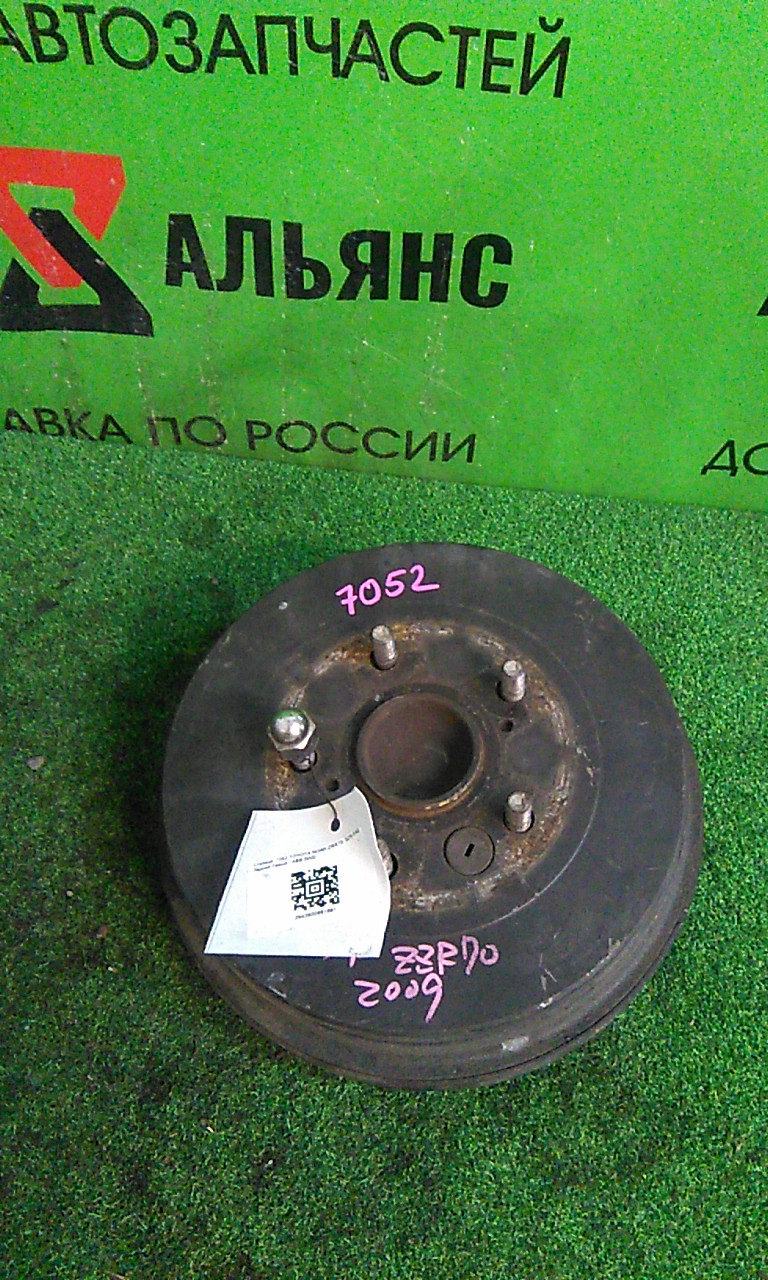 АВТОЗАПЧАСТЕЙ
АЛЬЯНС
АВКА ПО РОССИИ
ДО
7052
ZZR70
2009